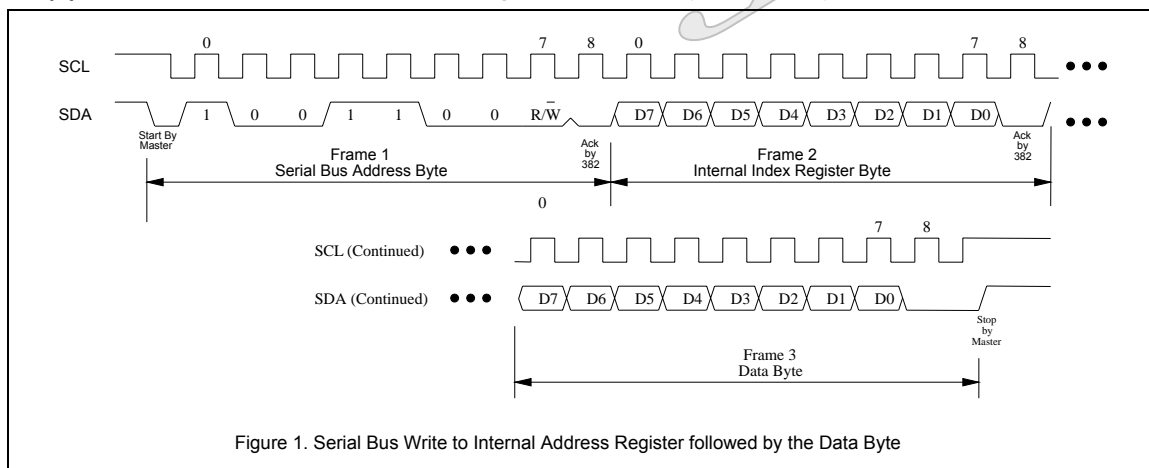 0 7 8 0 7 8
SCL
SDA 1 0 0 1 1 0 0 R/W̅ D7 D6 D5 D4 D3 D2 D1 D0
Start By
Master
Ack
by
382
Ack
by
382
Frame 1
Serial Bus Address Byte
Frame 2
Internal Index Register Byte
0 7 8
SCL (Continued)
SDA (Continued) D7 D6 D5 D4 D3 D2 D1 D0
Stop
by
Master
Frame 3
Data Byte
Figure 1. Serial Bus Write to Internal Address Register followed by the Data Byte